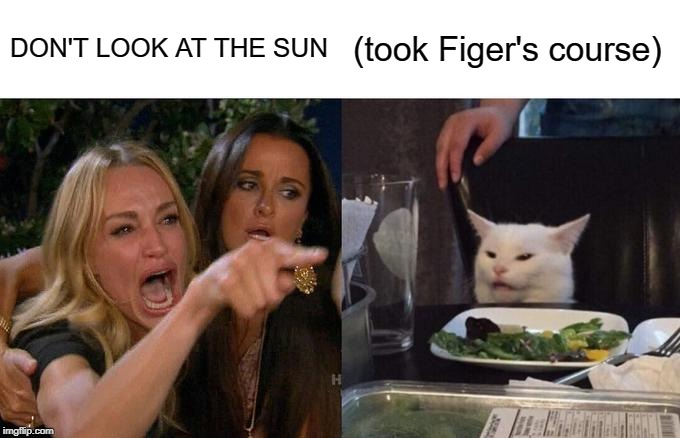 DON'T LOOK AT THE SUN
(took Figer's course)
imgflip.com